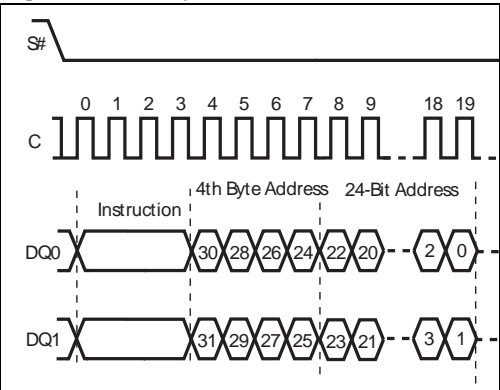 S#
0 1 2 3 4 5 6 7 8 9 18 19
C
4th Byte Address 24-Bit Address
Instruction
DQ0 30 28 26 24 22 20 2 0
DQ1 31 29 27 25 23 21 3 1